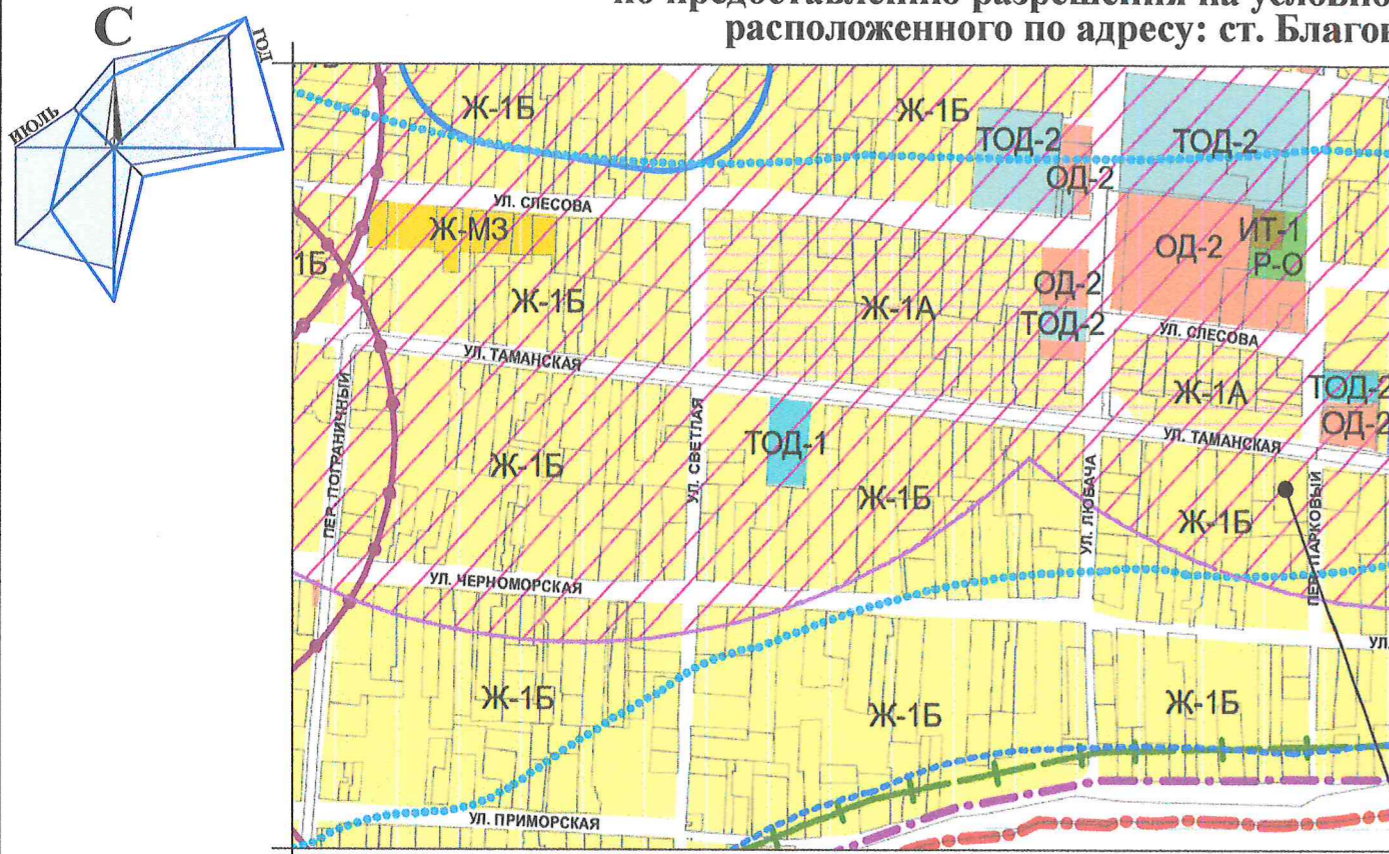 по предоставлению разрешения на условно
расположенного по адресу: ст. Благов
С
ГОД
ИЮЛЬ
Ж-1Б
Ж-1Б
ТОД-2
ТОД-2
ОД-2
УЛ. СЛЕСОВА
Ж-МЗ
ОД-2
ИТ-1
Р-О
1Б
Ж-1Б
Ж-1А
ОД-2
ТОД-2
УЛ. СЛЕСОВА
УЛ. ТАМАНСКАЯ
Ж-1А
ТОД-2
ОД-2
ПЕР. ПОГРАНИЧНЫЙ
УЛ. СВЕТЛАЯ
ТОД-1
УЛ. ТАМАНСКАЯ
Ж-1Б
Ж-1Б
УЛ. ЛЮБАЧА
Ж-1Б
ПЕР. ПАРКОВЫЙ
УЛ. ЧЕРНОМОРСКАЯ
УЛ.
Ж-1Б
Ж-1Б
Ж-1Б
УЛ. ПРИМОРСКАЯ